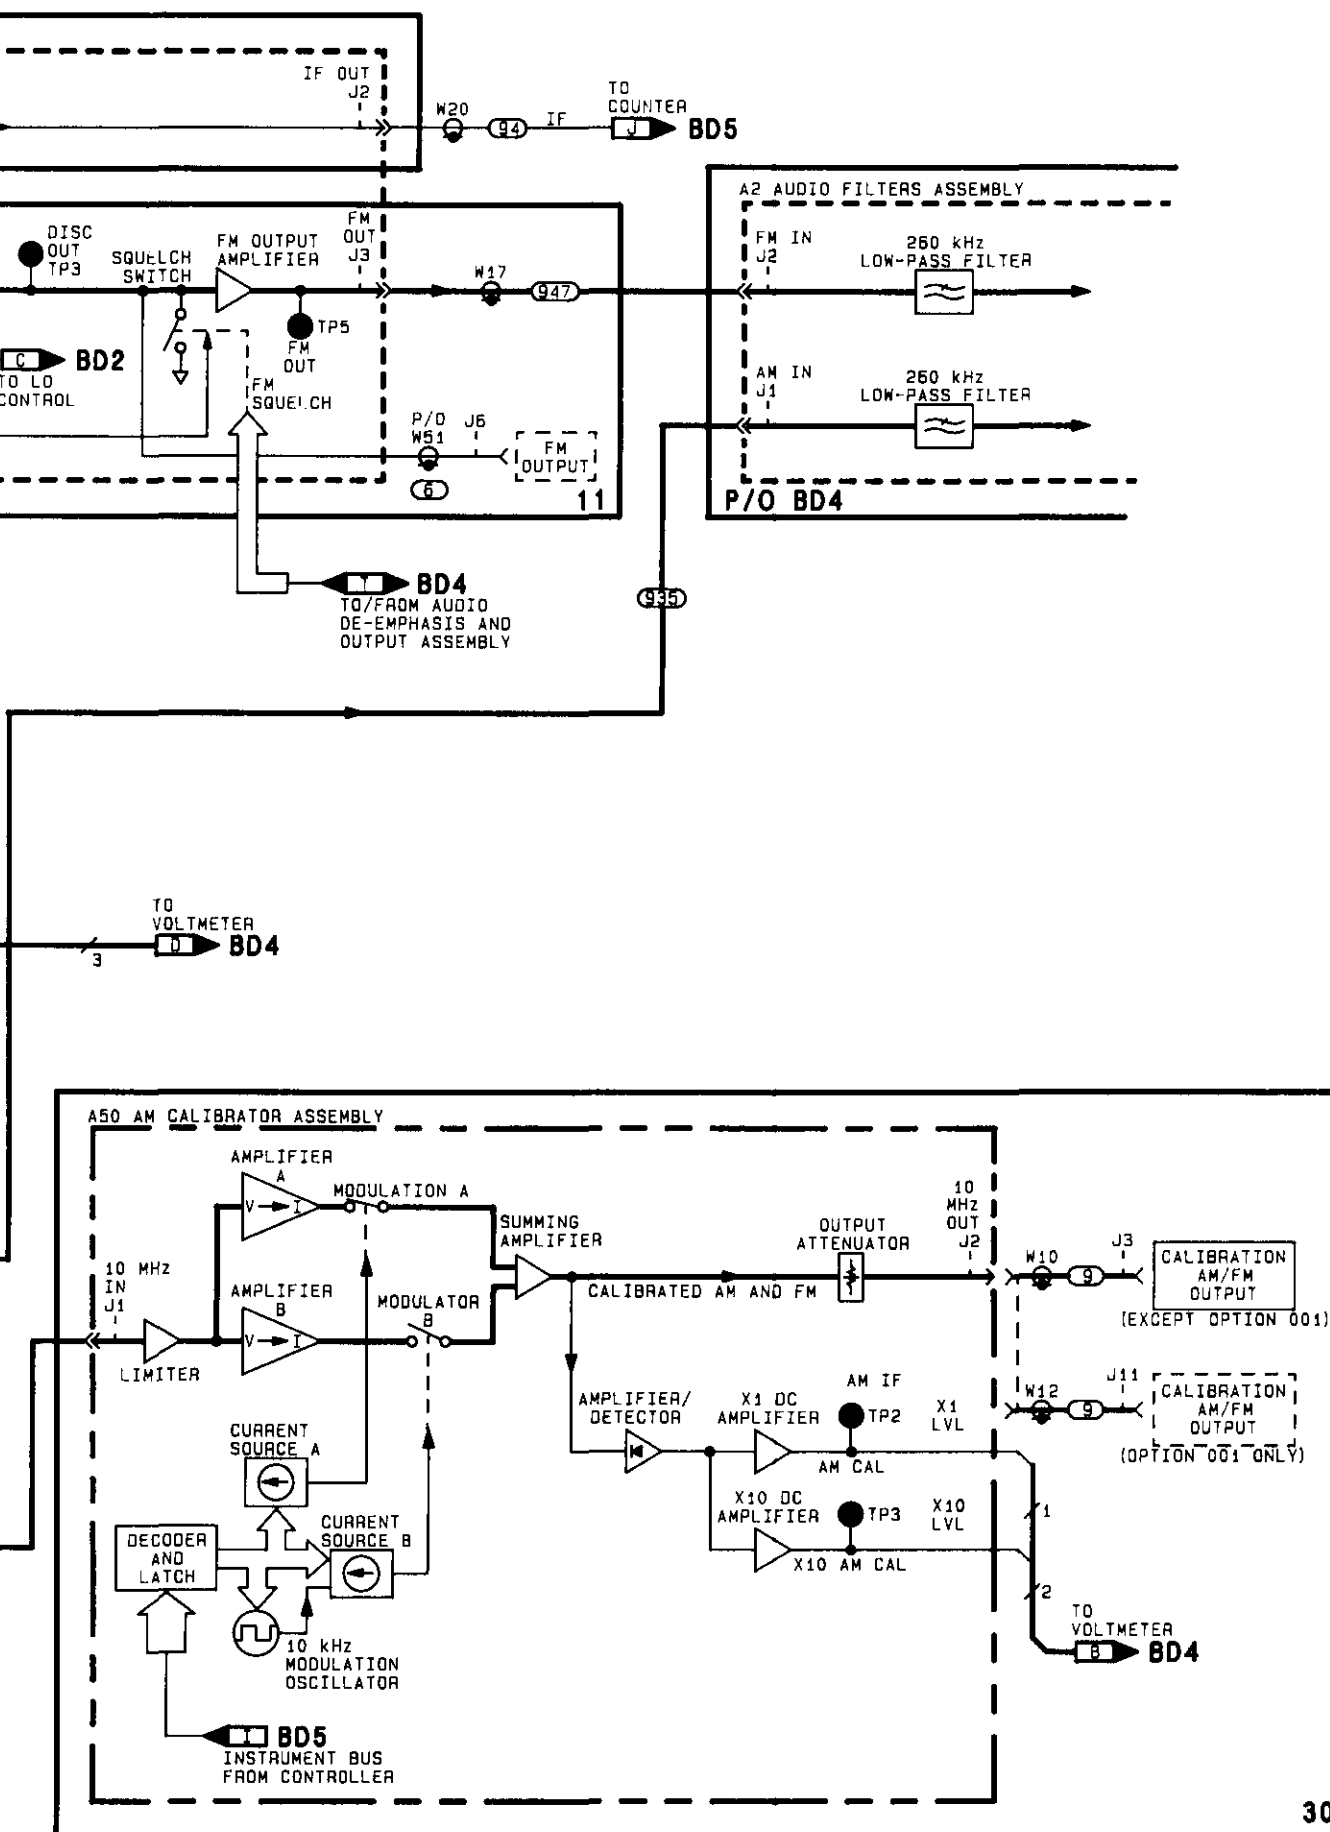 IF OUT
J2
W20
94
IF
TO
COUNTER
J
BD5
A2 AUDIO FILTERS ASSEMBLY
DISC
OUT
TP3
SQUELCH
SWITCH
FM OUTPUT
AMPLIFIER
FM
OUT
J3
W17
947
FM IN
J2
260 kHz
LOW-PASS FILTER
TP5
FM
OUT
C
BD2
TO LO
CONTROL
FM
SQUELCH
P/O
W51
J6
FM
OUTPUT
6
11
AM IN
J1
260 kHz
LOW-PASS FILTER
P/O BD4
T
BD4
TO/FROM AUDIO
DE-EMPHASIS AND
OUTPUT ASSEMBLY
935
TO
VOLTMETER
D
BD4
3
A50 AM CALIBRATOR ASSEMBLY
AMPLIFIER
A
V
I
MODULATION A
SUMMING
AMPLIFIER
OUTPUT
ATTENUATOR
10
MHz
OUT
J2
W10
9
J3
CALIBRATION
AM/FM
OUTPUT
(EXCEPT OPTION 001)
10 MHz
IN
J1
LIMITER
AMPLIFIER
B
V
I
MODULATOR
B
CALIBRATED AM AND FM
AMPLIFIER/
DETECTOR
X1 DC
AMPLIFIER
AM IF
TP2
X1
LVL
AM CAL
W12
9
J11
CALIBRATION
AM/FM
OUTPUT
(OPTION 001 ONLY)
CURRENT
SOURCE A
X10 DC
AMPLIFIER
TP3
X10
LVL
X10 AM CAL
1
2
DECODER
AND
LATCH
CURRENT
SOURCE B
10 kHz
MODULATION
OSCILLATOR
TO
VOLTMETER
B
BD4
I
BD5
INSTRUMENT BUS
FROM CONTROLLER
30